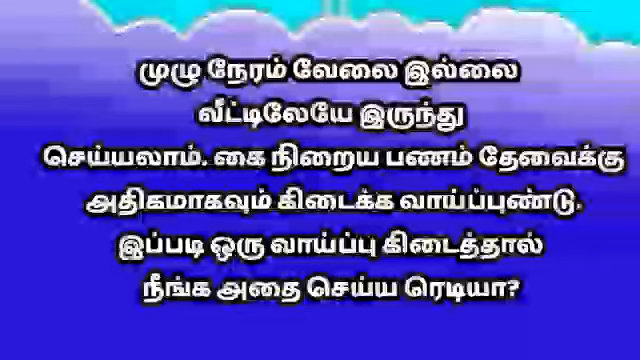 முழு நேரம் வேலை இல்லை
வீட்டிலேயே இருந்து
செய்யலாம். கை நிறைய பணம் தேவைக்கு
அதிகமாகவும் கிடைக்க வாய்ப்புண்டு.
இப்படி ஒரு வாய்ப்பு கிடைத்தால்
நீங்க அதை செய்ய ரெடியா?